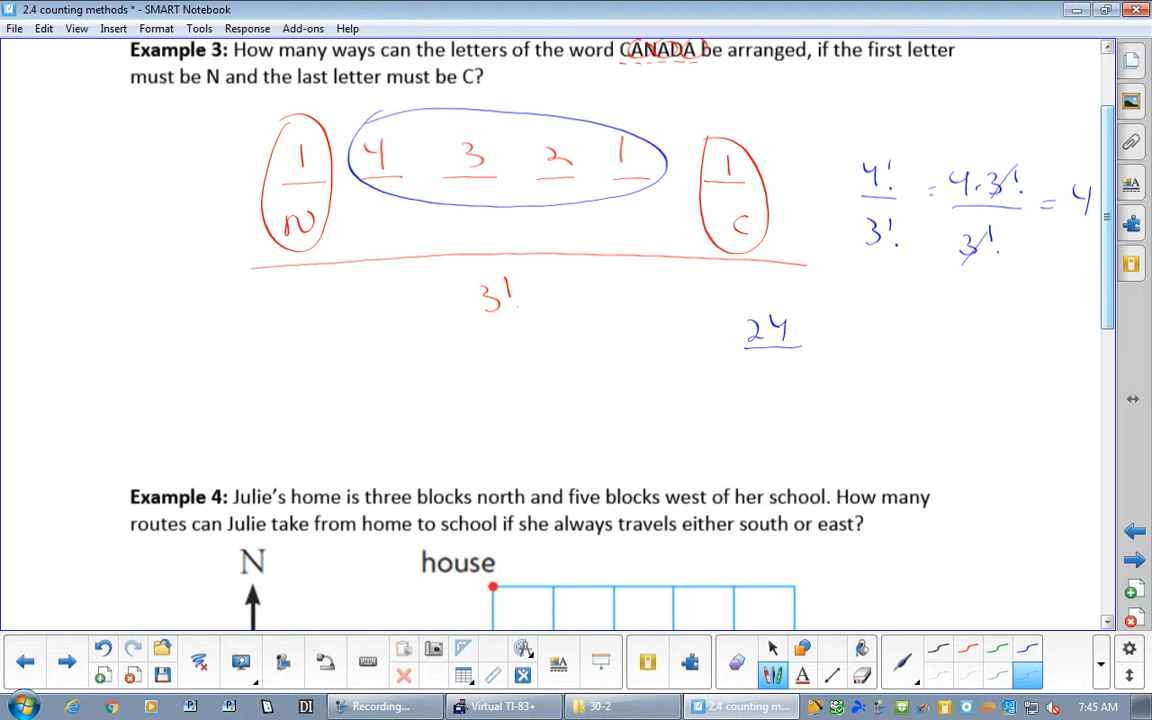 2.4 counting methods * - SMART Notebook
File Edit View Insert Format Tools Response Add-ons Help
Example 3: How many ways can the letters of the word CANADA be arranged, if the first letter
must be N and the last letter must be C?
1 4 3 2 1 1
N C
3!
4! / 3! = 4·3! / 3! = 4
24
Example 4: Julie's home is three blocks north and five blocks west of her school. How many
routes can Julie take from home to school if she always travels either south or east?
N
house
Recording...
Virtual TI-83+
30-2
2.4 counting m...
7:45 AM